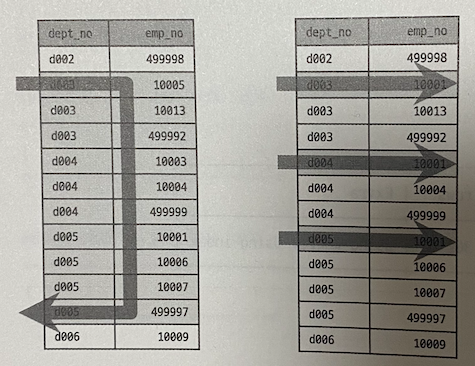 dept_no emp_no
d002 499998
d003 10005
d003 10013
d003 499992
d004 10003
d004 10004
d004 499999
d005 10001
d005 10006
d005 10007
d005 499997
d006 10009
dept_no emp_no
d002 499998
d003 10001
d003 10013
d003 499992
d004 10001
d004 10004
d004 499999
d005 10001
d005 10006
d005 10007
d005 499997
d006 10009